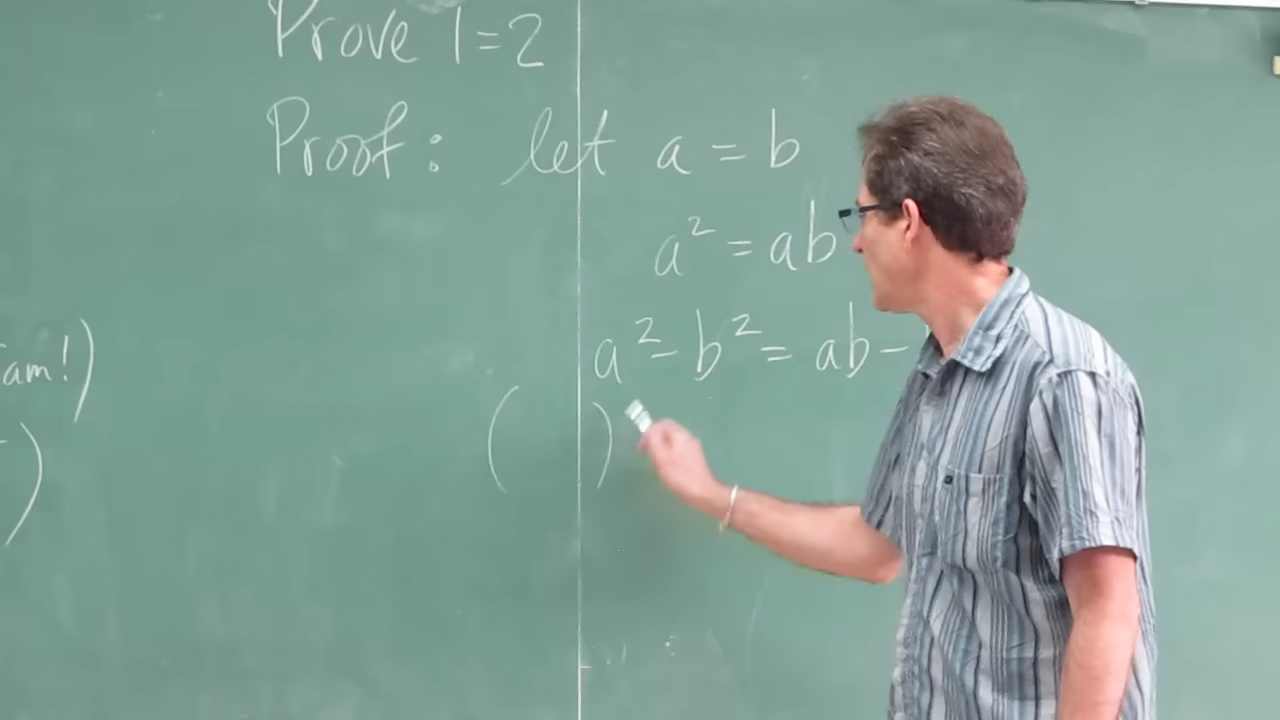 Prove 1=2
Proof: let a = b
a² = ab
a² - b² = ab -
am!)
)
( )